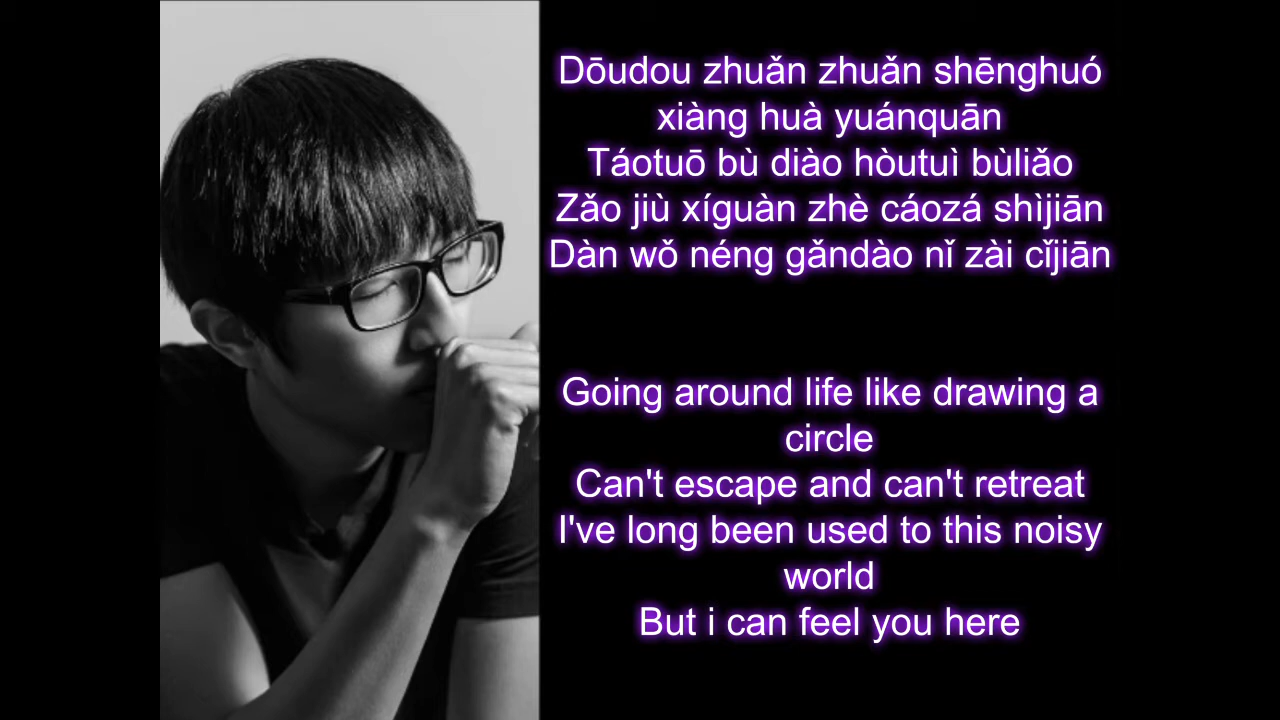 Dōudou zhuǎn zhuǎn shēnghuó
xiàng huà yuánquān
Táotuō bù diào hòutuì bùliǎo
Zǎo jiù xíguàn zhè cáozá shìjiān
Dàn wǒ néng gǎndào nǐ zài cǐjiān
Going around life like drawing a
circle
Can't escape and can't retreat
I've long been used to this noisy
world
But i can feel you here